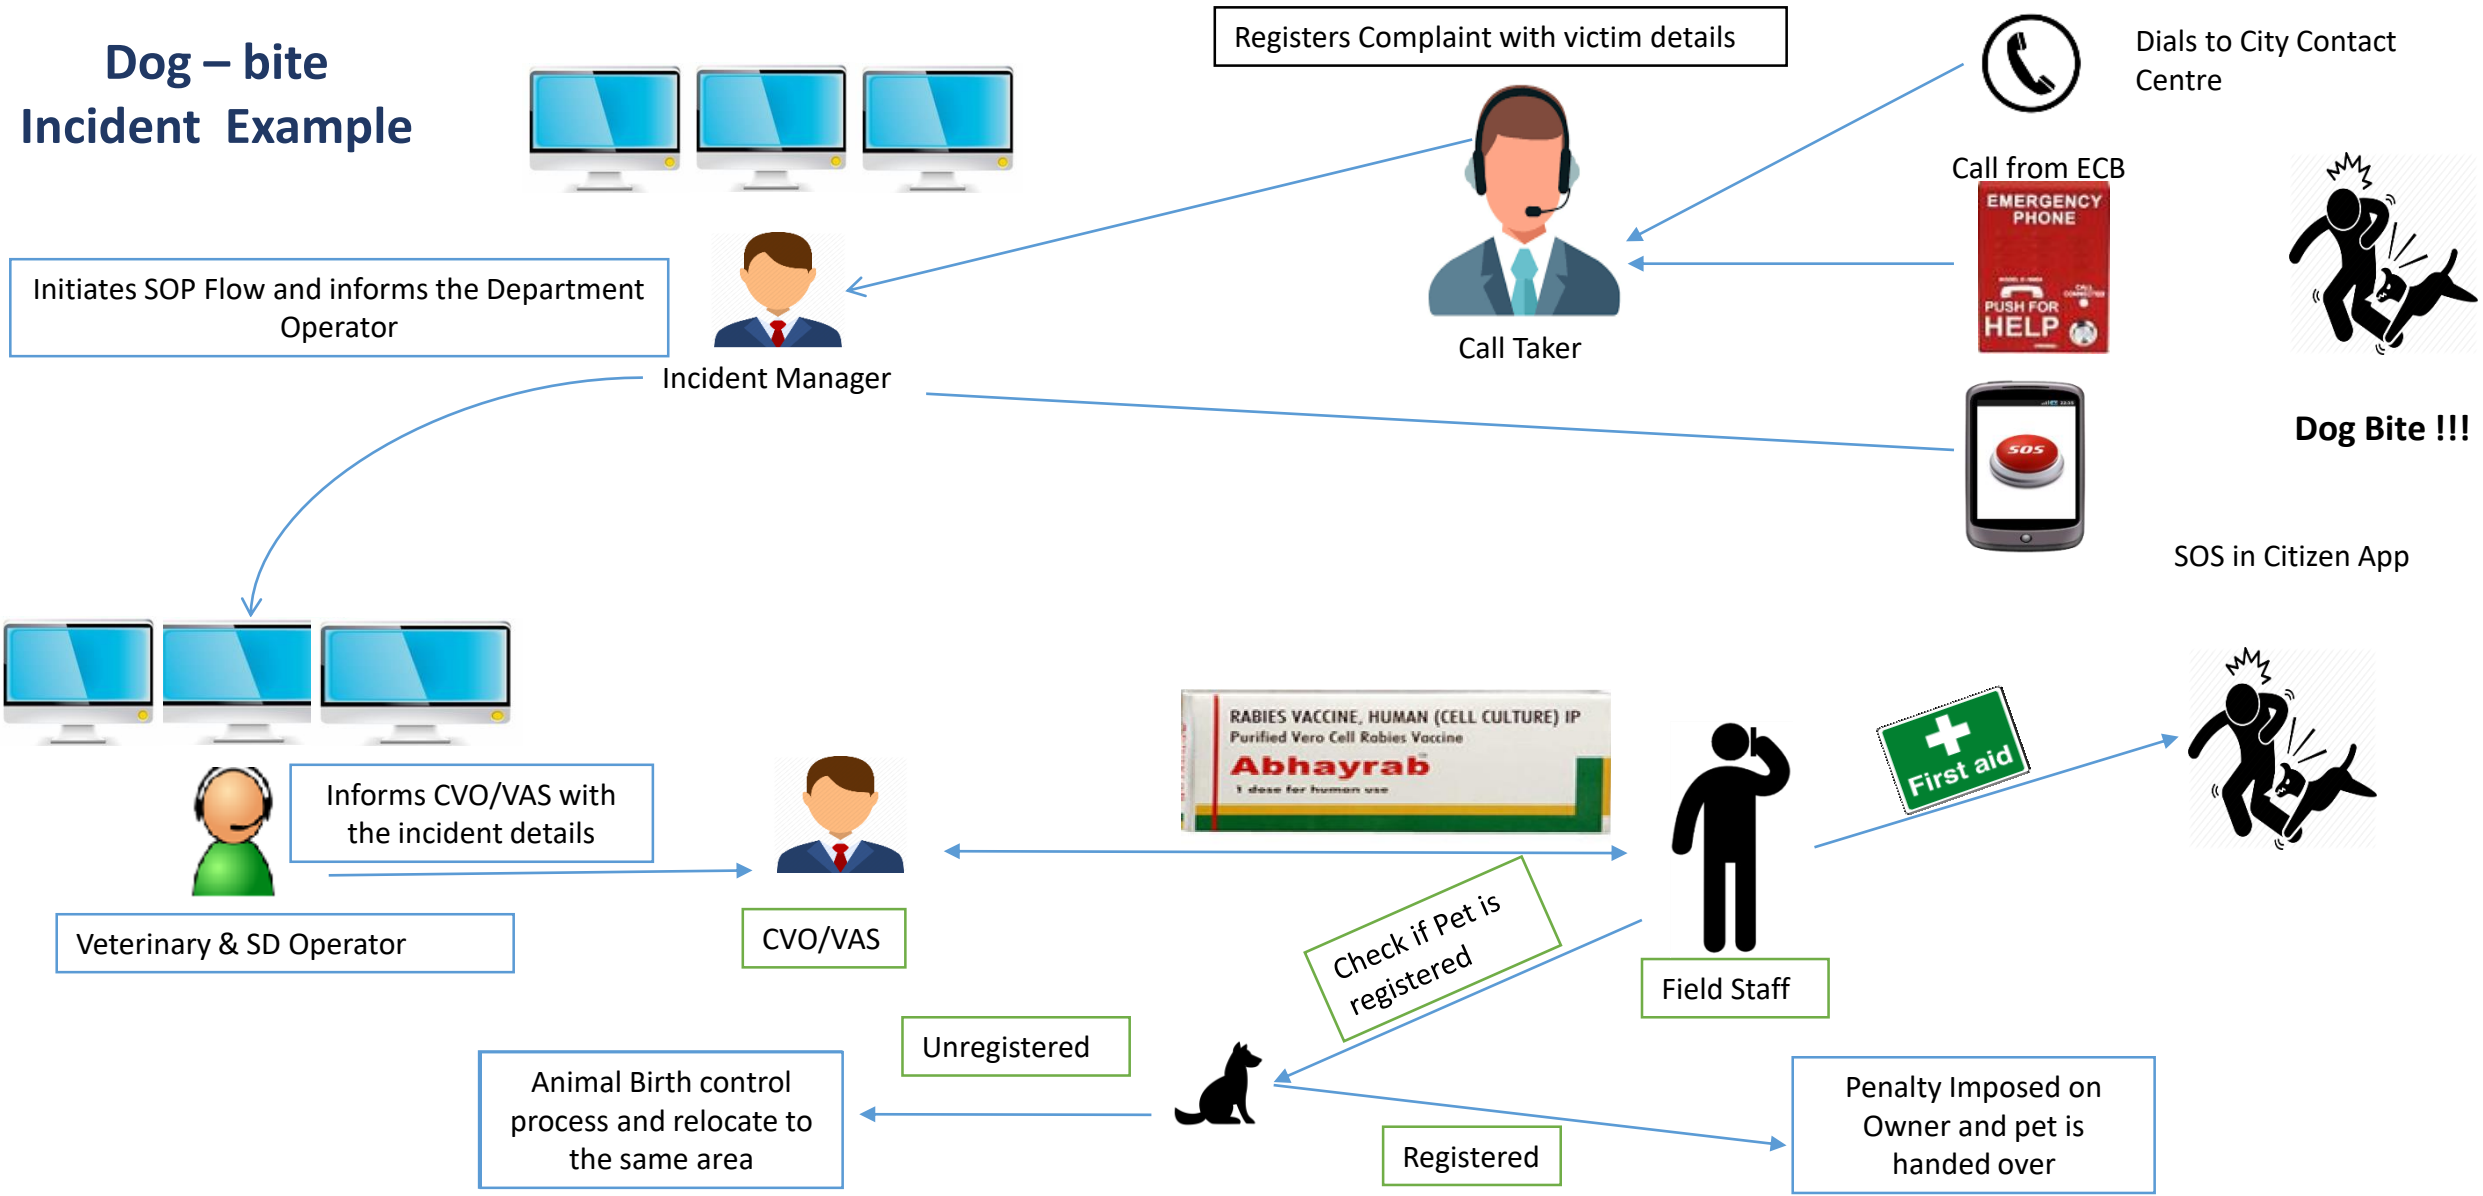 Dog – bite
Incident Example
Registers Complaint with victim details
Dials to City Contact
Centre
Call from ECB
EMERGENCY
PHONE
PUSH FOR
HELP
Initiates SOP Flow and informs the Department
Operator
Call Taker
Incident Manager
SOS
Dog Bite !!!
SOS in Citizen App
RABIES VACCINE, HUMAN (CELL CULTURE) IP
Purified Vero Cell Rabies Vaccine
Abhayrab
1 dose for human use
First aid
Informs CVO/VAS with
the incident details
Veterinary & SD Operator
CVO/VAS
Check if Pet is
registered
Field Staff
Unregistered
Animal Birth control
process and relocate to
the same area
Registered
Penalty Imposed on
Owner and pet is
handed over